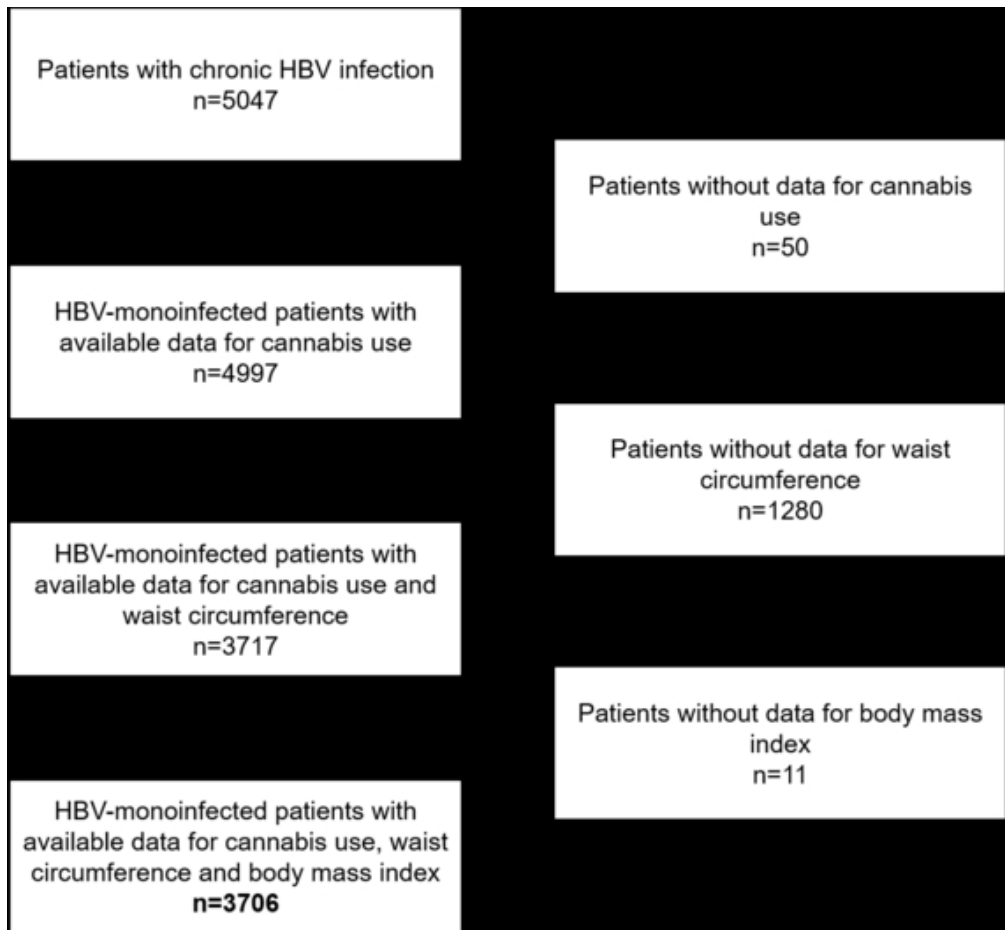 Patients with chronic HBV infection
n=5047
Patients without data for cannabis
use
n=50
HBV-monoinfected patients with
available data for cannabis use
n=4997
Patients without data for waist
circumference
n=1280
HBV-monoinfected patients with
available data for cannabis use and
waist circumference
n=3717
Patients without data for body mass
index
n=11
HBV-monoinfected patients with
available data for cannabis use, waist
circumference and body mass index
n=3706